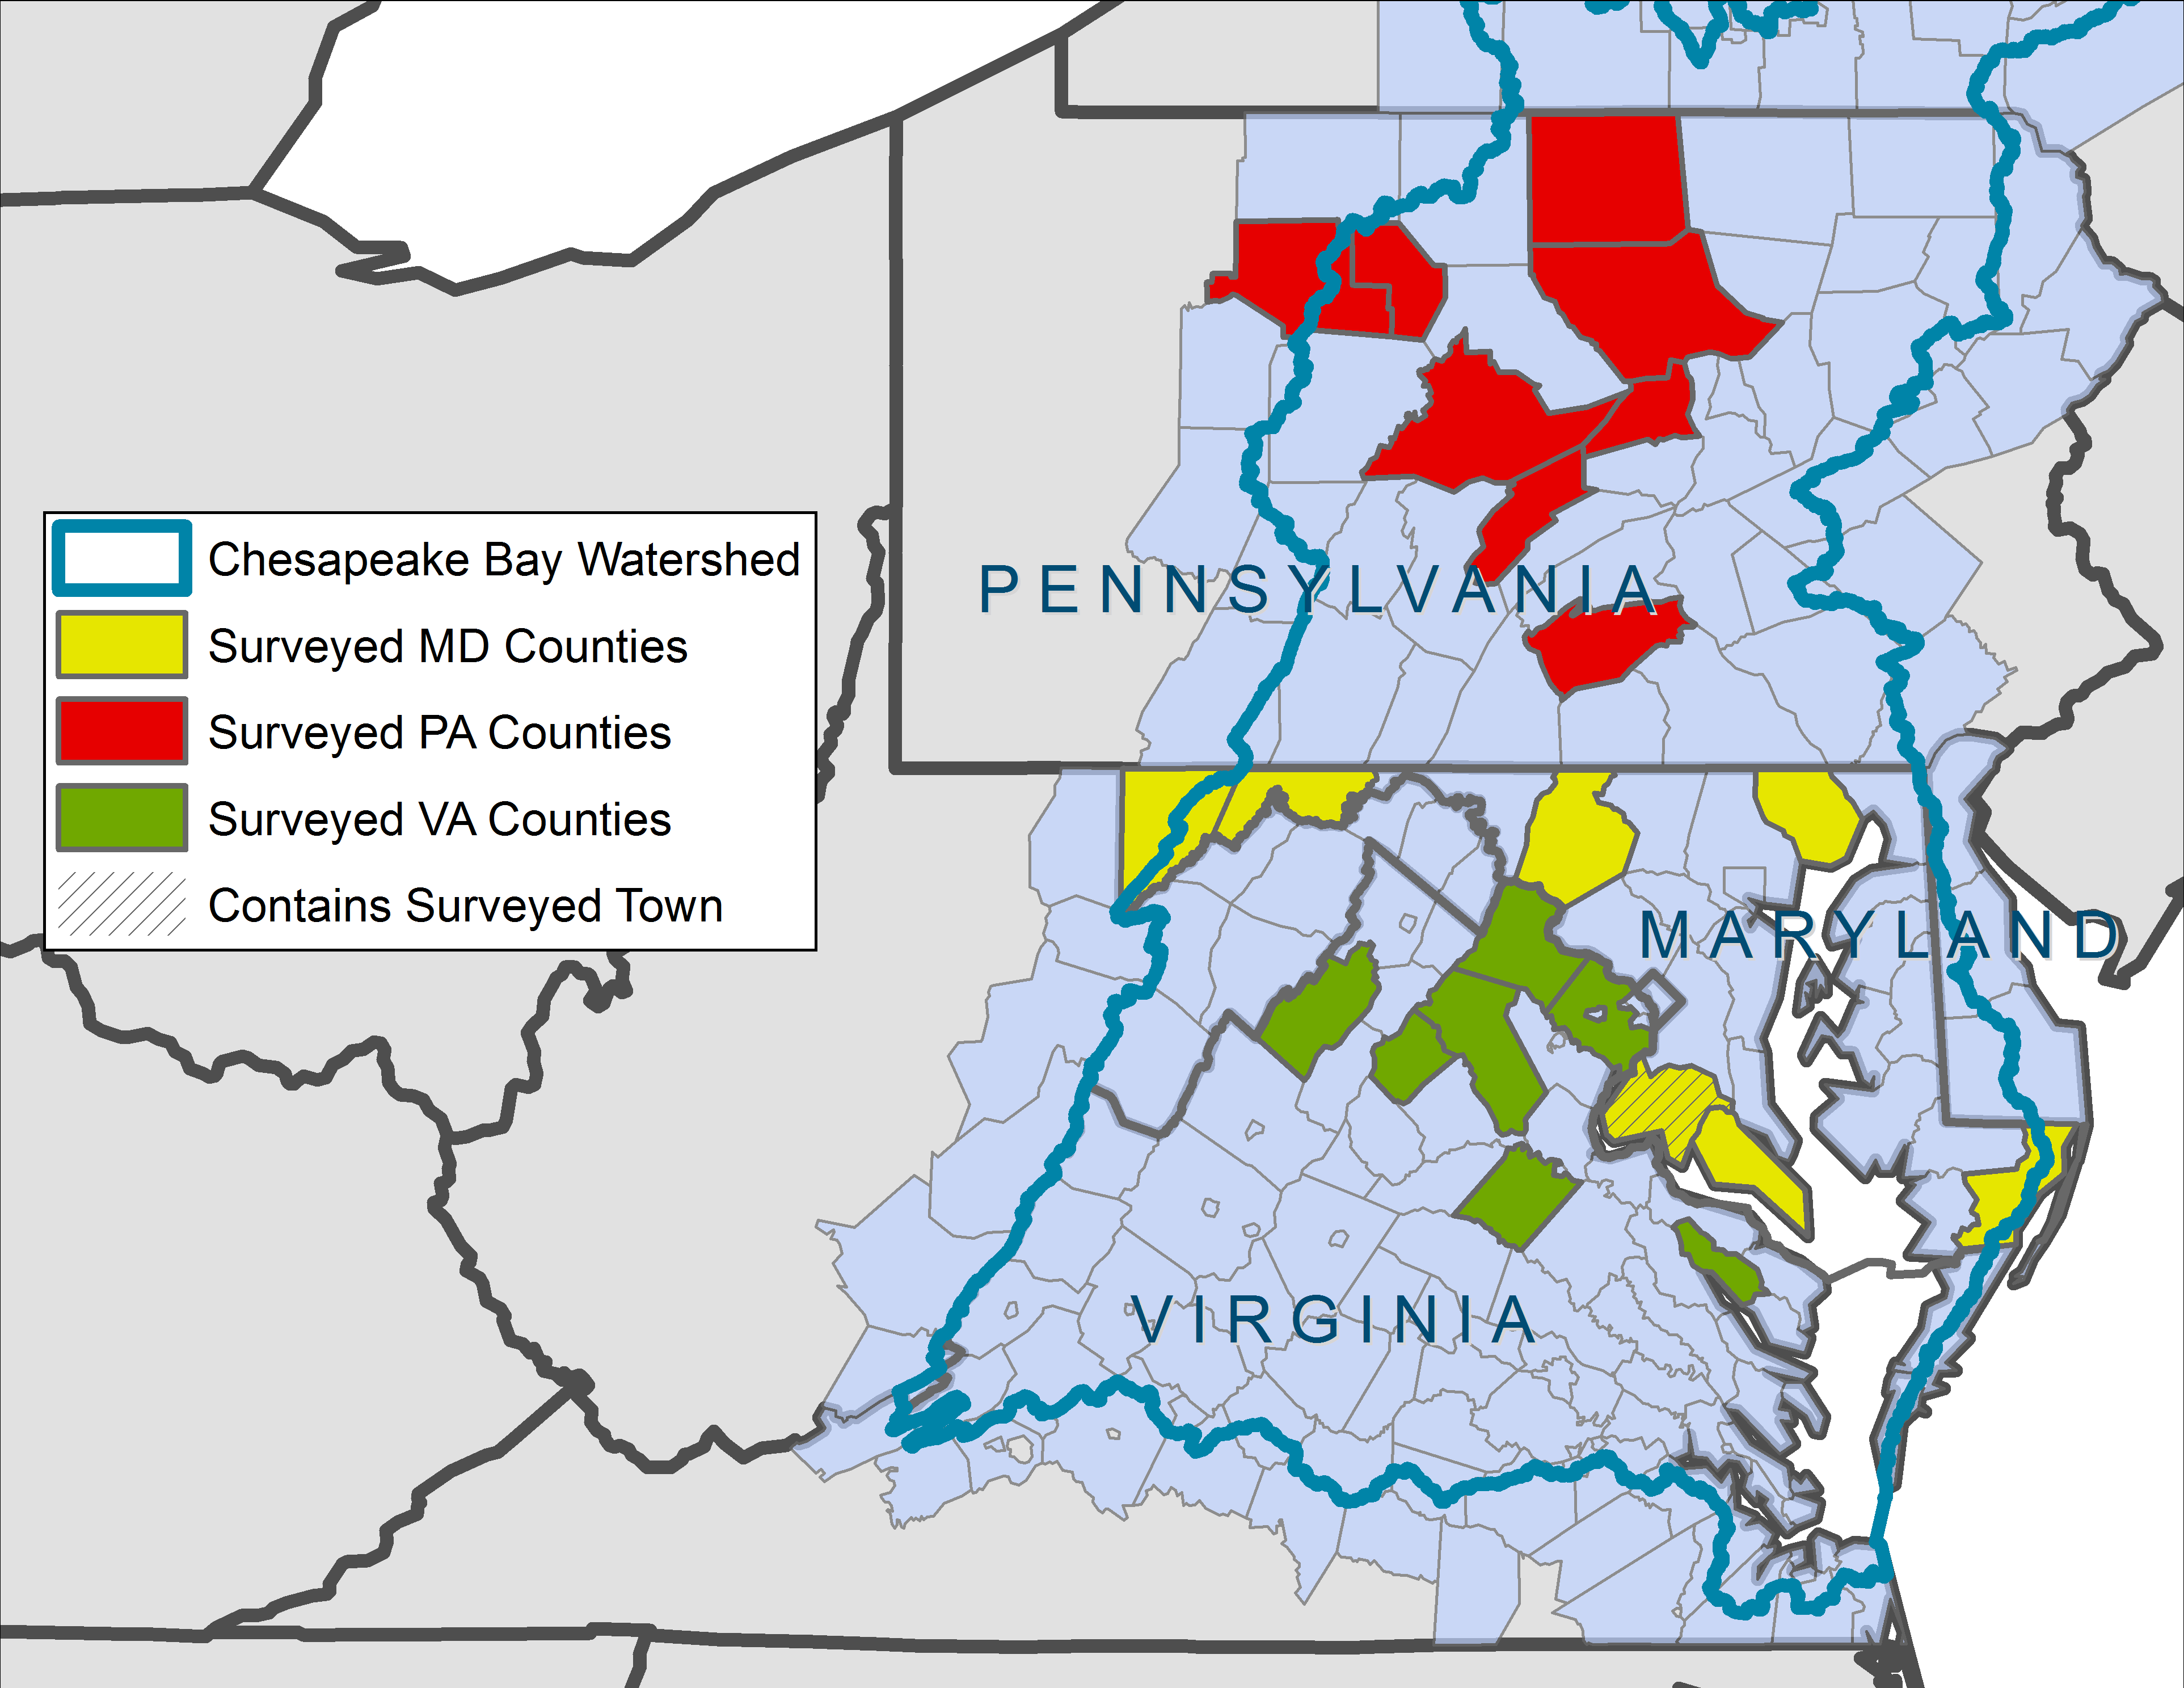 Chesapeake Bay Watershed
Surveyed MD Counties
Surveyed PA Counties
Surveyed VA Counties
Contains Surveyed Town
PENNSYLVANIA
MARYLAND
VIRGINIA